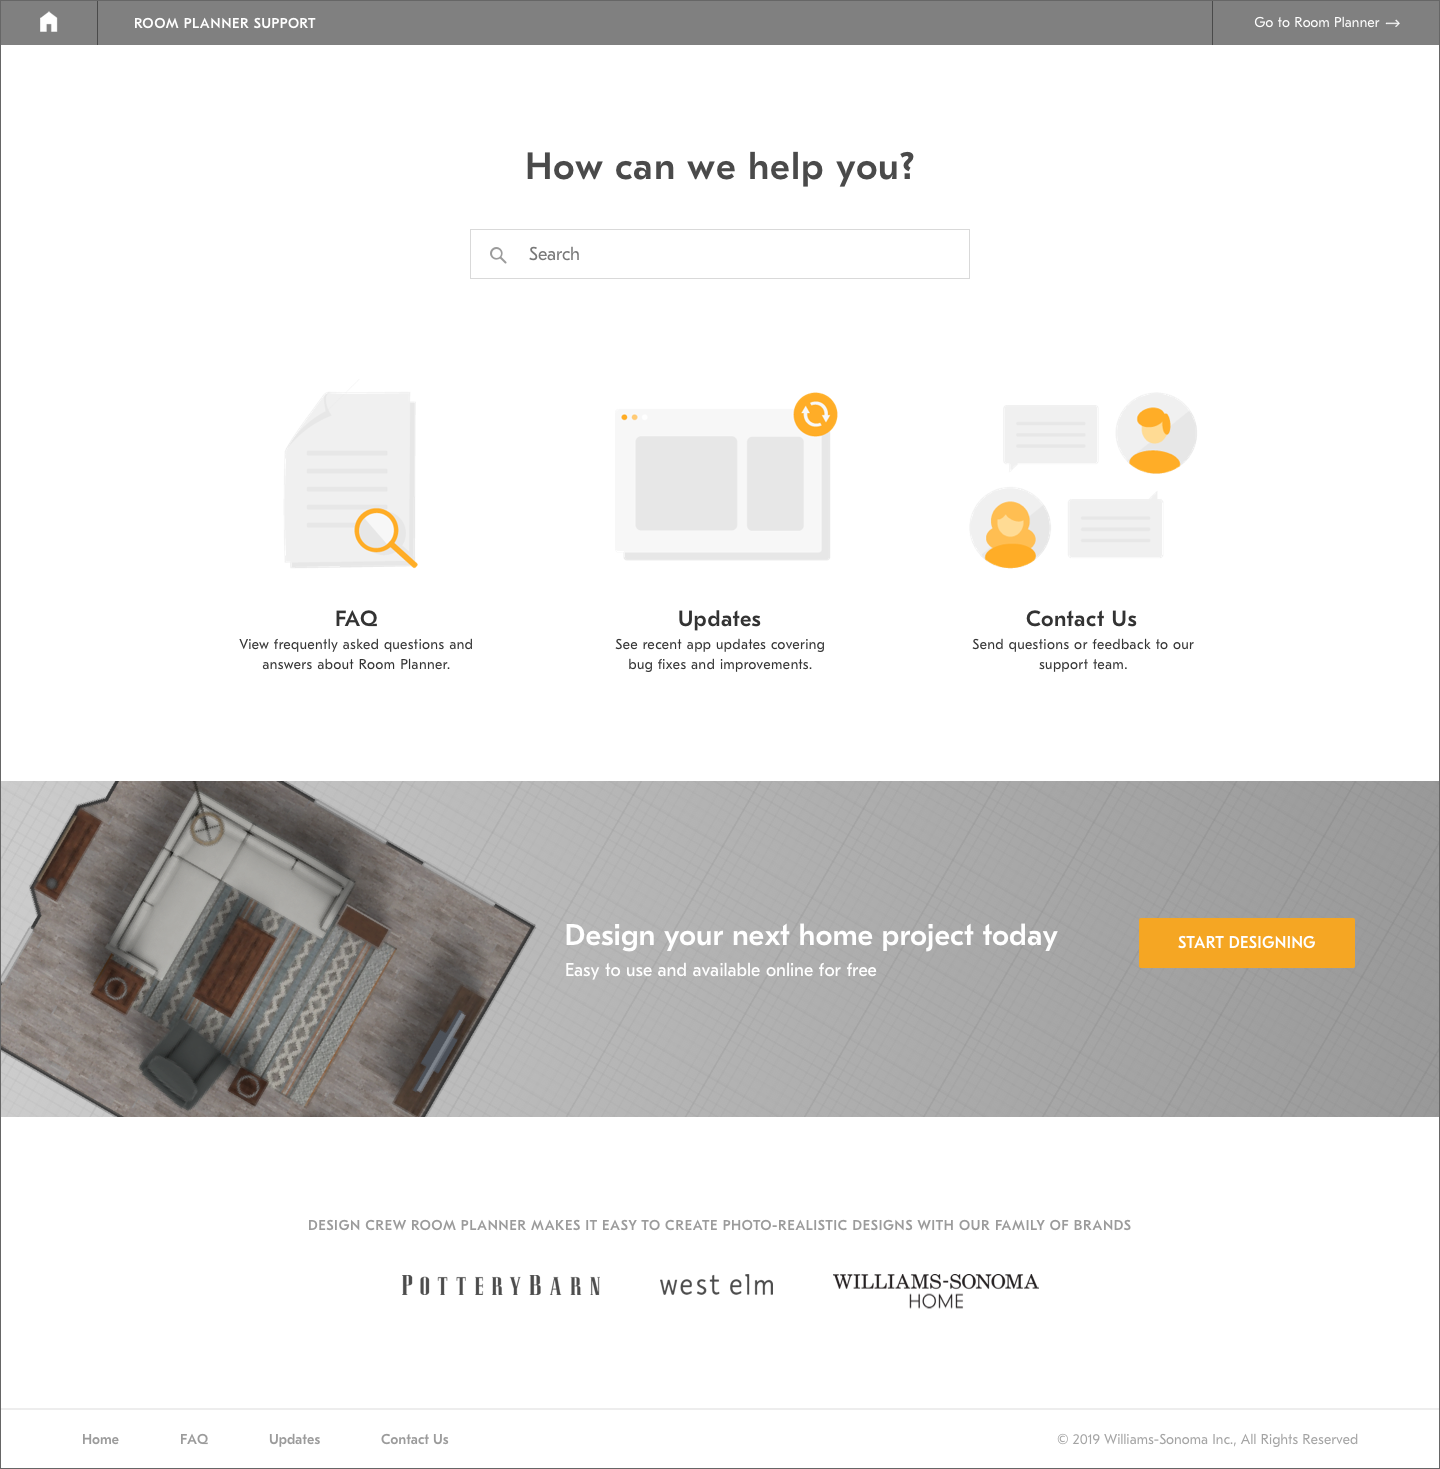 ROOM PLANNER SUPPORT
Go to Room Planner →
How can we help you?
Search
FAQ
View frequently asked questions and
answers about Room Planner.
Updates
See recent app updates covering
bug fixes and improvements.
Contact Us
Send questions or feedback to our
support team.
Design your next home project today
Easy to use and available online for free
START DESIGNING
DESIGN CREW ROOM PLANNER MAKES IT EASY TO CREATE PHOTO-REALISTIC DESIGNS WITH OUR FAMILY OF BRANDS
POTTERY BARN
west elm
WILLIAMS-SONOMA
HOME
Home
FAQ
Updates
Contact Us
© 2019 Williams-Sonoma Inc., All Rights Reserved